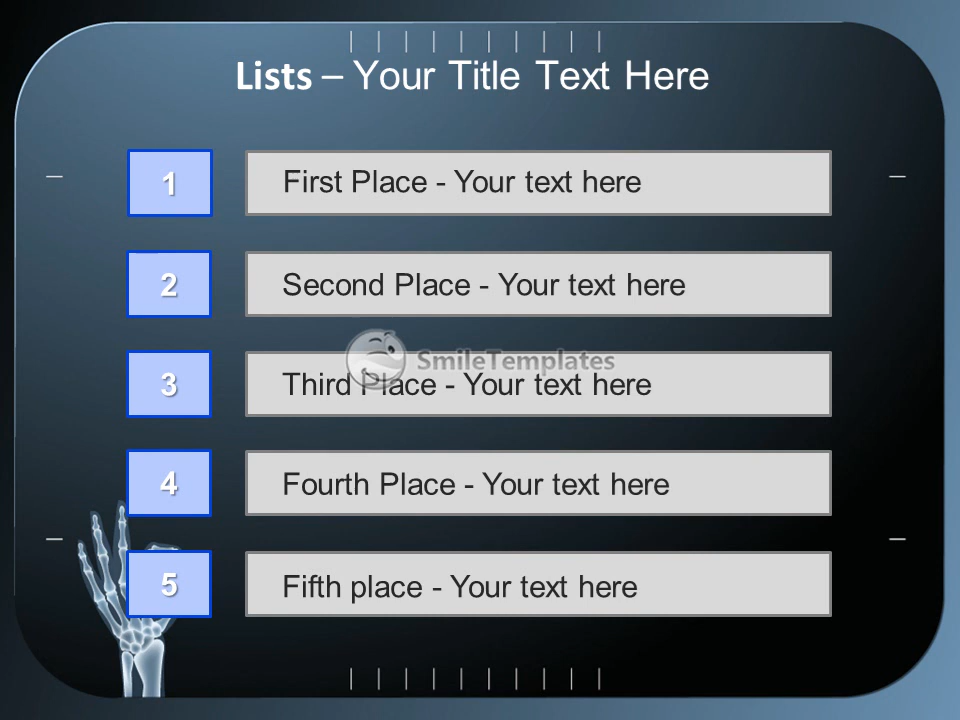 Lists – Your Title Text Here
1
First Place - Your text here
2
Second Place - Your text here
SmileTemplates
3
Third Place - Your text here
4
Fourth Place - Your text here
5
Fifth place - Your text here